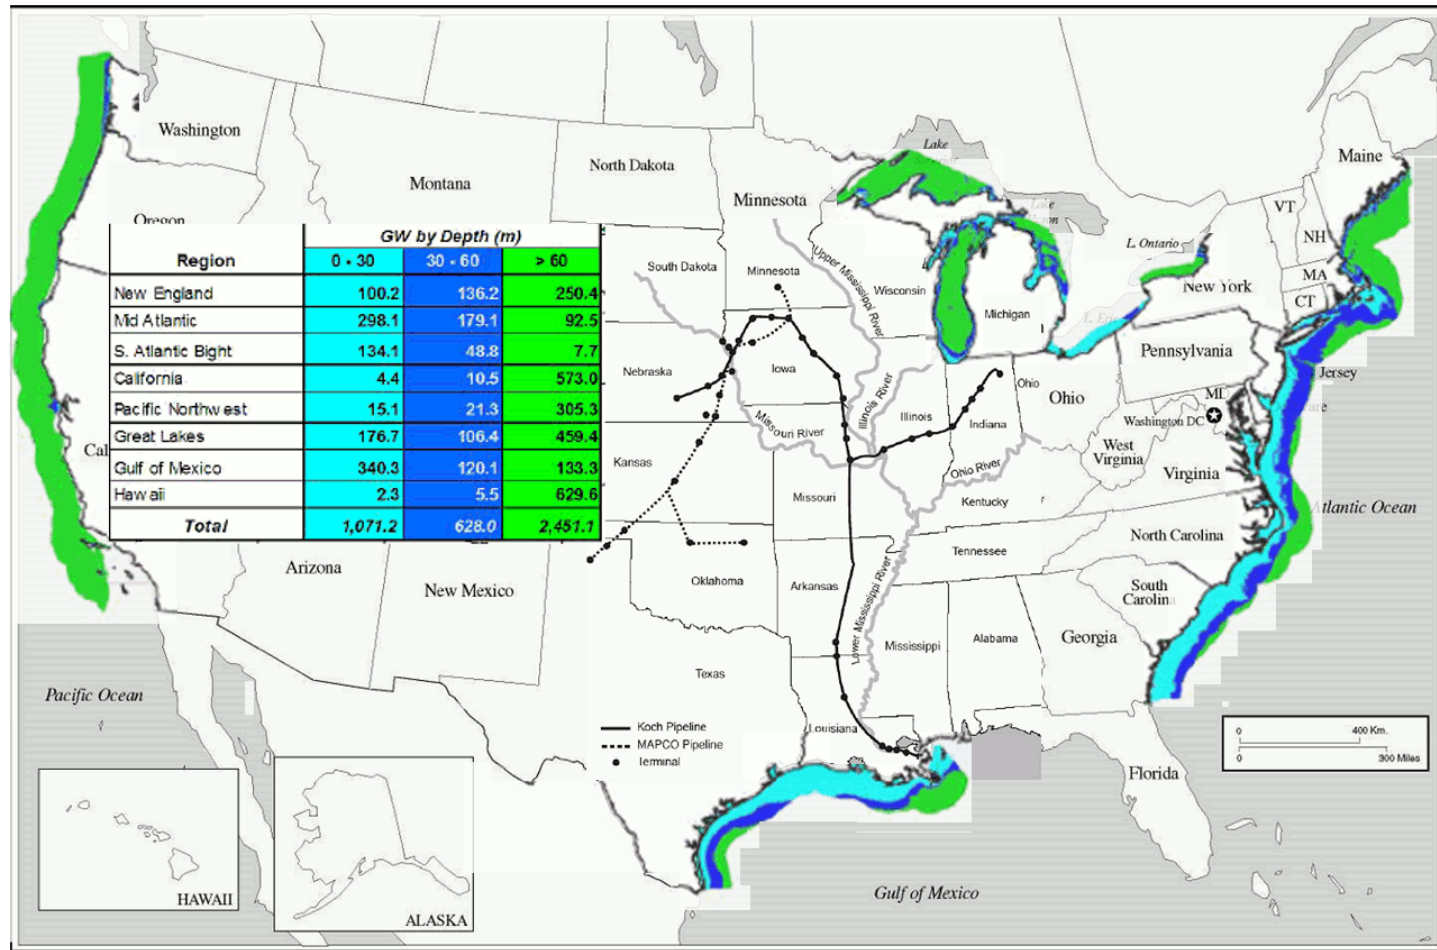 Lake
Maine
Washington
North Dakota
Montana
Minnesota
VT
Lake
NH
L. Ontario
Oregon
GW by Depth (m)
Region 0 - 30 30 - 60 > 60
New England 100.2 136.2 250.4
Mid Atlantic 298.1 179.1 92.5
S. Atlantic Bight 134.1 48.8 7.7
California 4.4 10.5 573.0
Pacific Northwest 15.1 21.3 305.3
Great Lakes 176.7 106.4 459.4
Gulf of Mexico 340.3 120.1 133.3
Hawaii 2.3 5.5 629.6
Total 1,071.2 628.0 2,451.1
South Dakota
Minnesota
Upper Mississippi River
Wisconsin
MA
New York
CT
Michigan
L. Erie
Pennsylvania
Jersey
Nebraska
Iowa
Illinois River
Ohio
Ohio
MD
Missouri River
Illinois
Indiana
Washington DC
Cal
West
Virginia
Kansas
Ohio River
Virginia
Missouri
Kentucky
Atlantic Ocean
North Carolina
Tennessee
Arizona
New Mexico
Oklahoma
Arkansas
Lower Mississippi River
South
Carolina
Mississippi
Alabama
Georgia
Texas
Pacific Ocean
Louisiana
Koch Pipeline
MAPCO Pipeline
Terminal
0 400 Km.
0 300 Miles
Florida
HAWAII
ALASKA
Gulf of Mexico